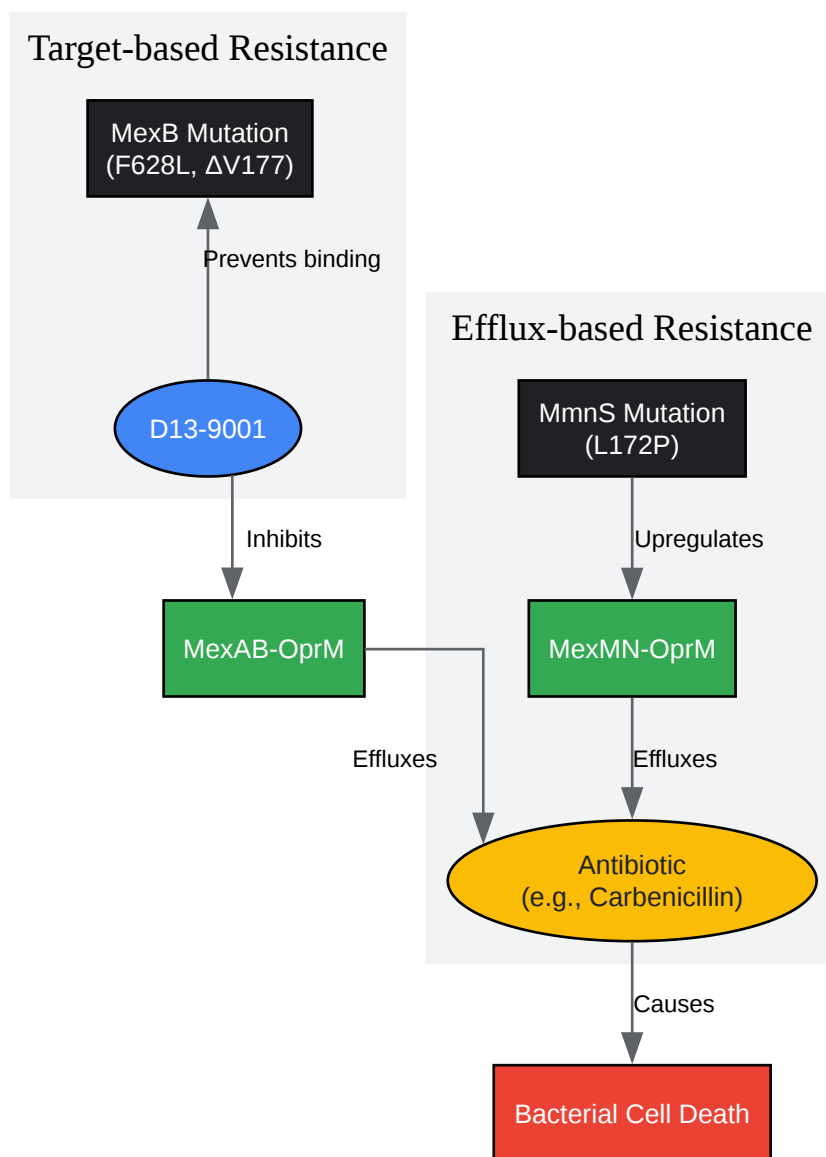 Target-based Resistance
MexB Mutation
(F628L, ΔV177)
Prevents binding
Efflux-based Resistance
D13-9001
MmnS Mutation
(L172P)
Inhibits
Upregulates
MexAB-OprM
MexMN-OprM
Effluxes
Effluxes
Antibiotic
(e.g., Carbenicillin)
Causes
Bacterial Cell Death